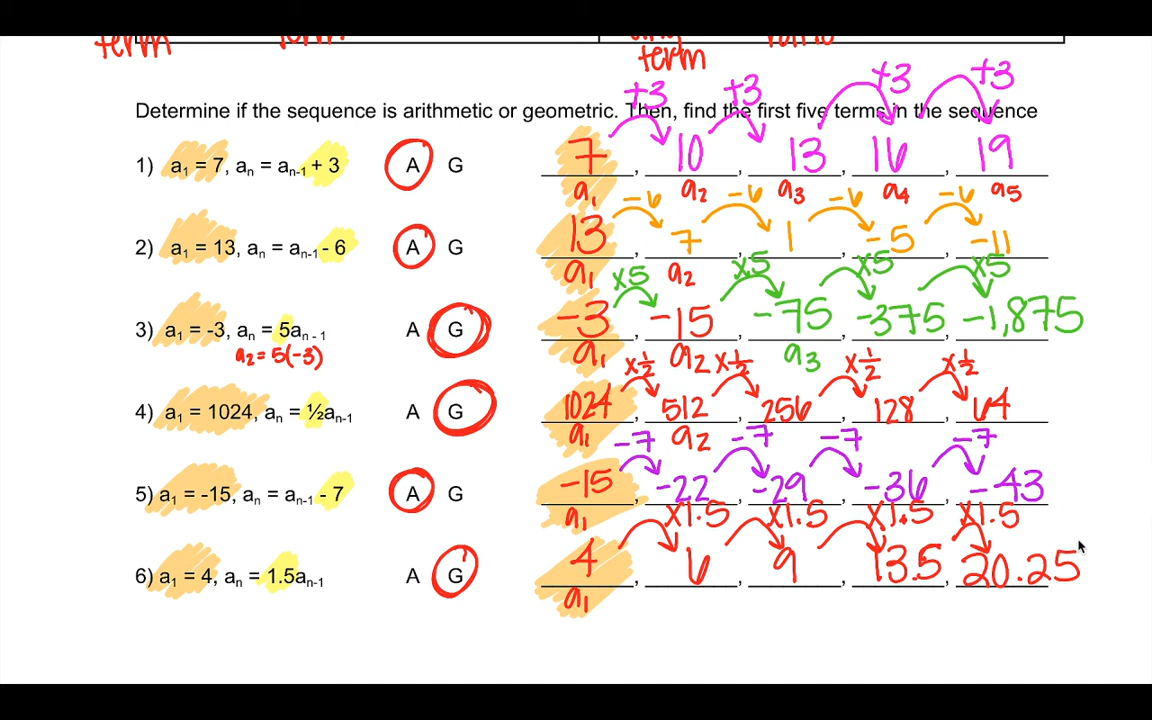 term term and ratio
term
+3 +3 +3 +3
Determine if the sequence is arithmetic or geometric. Then, find the first five terms in the sequence
1) a₁ = 7, aₙ = aₙ₋₁ + 3 A G 7, 10, 13, 16, 19
a₁ a₂ a₃ a₄ a₅
-6 -6 -6 -6
2) a₁ = 13, aₙ = aₙ₋₁ - 6 A G 13, 7, 1, -5, -11
a₁ a₂
x5 x5 x5 x5
3) a₁ = -3, aₙ = 5aₙ₋₁ A G -3, -15, -75, -375, -1,875
a₂ = 5(-3) a₁ a₂ a₃
x½ x½ x½ x½
4) a₁ = 1024, aₙ = ½aₙ₋₁ A G 1024, 512, 256, 128, 64
a₁ a₂
-7 -7 -7 -7
5) a₁ = -15, aₙ = aₙ₋₁ - 7 A G -15, -22, -29, -36, -43
a₁
x1.5 x1.5 x1.5 x1.5
6) a₁ = 4, aₙ = 1.5aₙ₋₁ A G 4, 6, 9, 13.5, 20.25
a₁